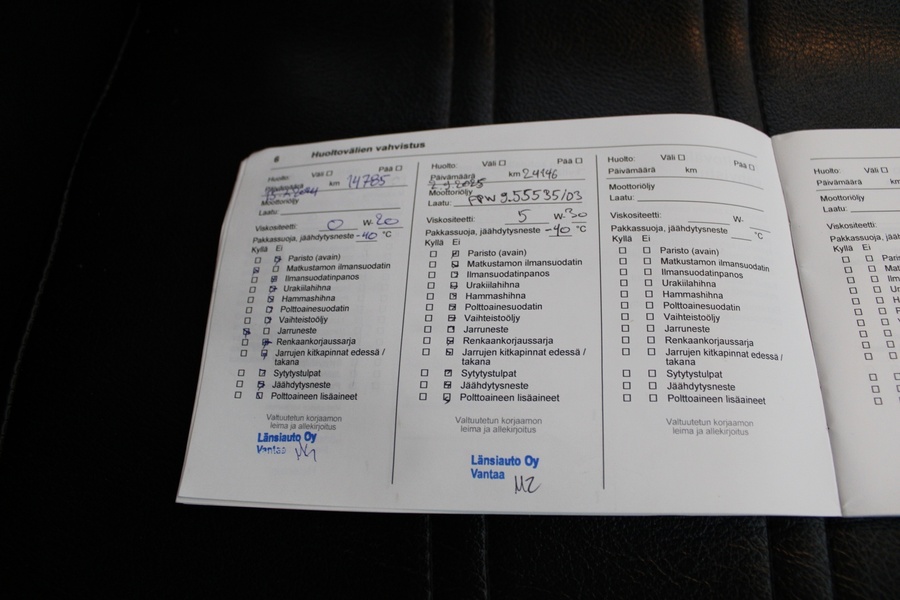 6 Huoltovälien vahvistus
Huolto: Väli ☐ Pää ☐
Päivämäärä km 14785
Moottoriöljy
Laatu:
Viskositeetti: 0 W- 20
Pakkassuoja, jäähdytysneste -40 °C
Kyllä Ei
Paristo (avain)
Matkustamon ilmansuodatin
Ilmansuodatinpanos
Urakiilahihna
Hammashihna
Polttoainesuodatin
Vaihteistoöljy
Jarruneste
Renkaankorjaussarja
Jarrujen kitkapinnat edessä /
takana
Sytytystulpat
Jäähdytysneste
Polttoaineen lisäaineet
Valtuutetun korjaamon
leima ja allekirjoitus
Länsiauto Oy
Vantaa
Huolto: Väli ☐ Pää ☐
Päivämäärä km 24146
2.9.2025
Moottoriöljy
Laatu: 9.55535/03
Viskositeetti: 5 W- 30
Pakkassuoja, jäähdytysneste -40 °C
Kyllä Ei
Paristo (avain)
Matkustamon ilmansuodatin
Ilmansuodatinpanos
Urakiilahihna
Hammashihna
Polttoainesuodatin
Vaihteistoöljy
Jarruneste
Renkaankorjaussarja
Jarrujen kitkapinnat edessä /
takana
Sytytystulpat
Jäähdytysneste
Polttoaineen lisäaineet
Valtuutetun korjaamon
leima ja allekirjoitus
Länsiauto Oy
Vantaa
Huolto: Väli ☐ Pää ☐
Päivämäärä km
Moottoriöljy
Laatu:
Viskositeetti: W-
Pakkassuoja, jäähdytysneste °C
Kyllä Ei
Paristo (avain)
Matkustamon ilmansuodatin
Ilmansuodatinpanos
Urakiilahihna
Hammashihna
Polttoainesuodatin
Vaihteistoöljy
Jarruneste
Renkaankorjaussarja
Jarrujen kitkapinnat edessä /
takana
Sytytystulpat
Jäähdytysneste
Polttoaineen lisäaineet
Valtuutetun korjaamon
leima ja allekirjoitus
Huolto: Väli ☐
Päivämäärä km
Moottoriöljy
Laatu:
Viskositeetti:
Pakkassuoja,
Kyllä Ei